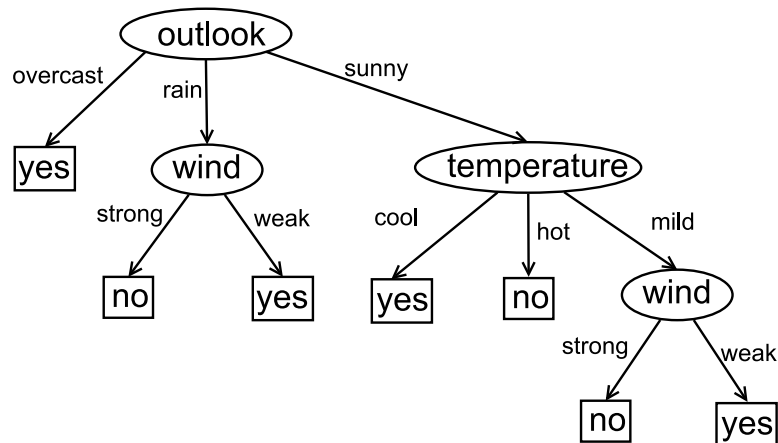 outlook
overcast
rain
sunny
yes
wind
temperature
strong
weak
cool
hot
mild
no
yes
yes
no
wind
strong
weak
no
yes